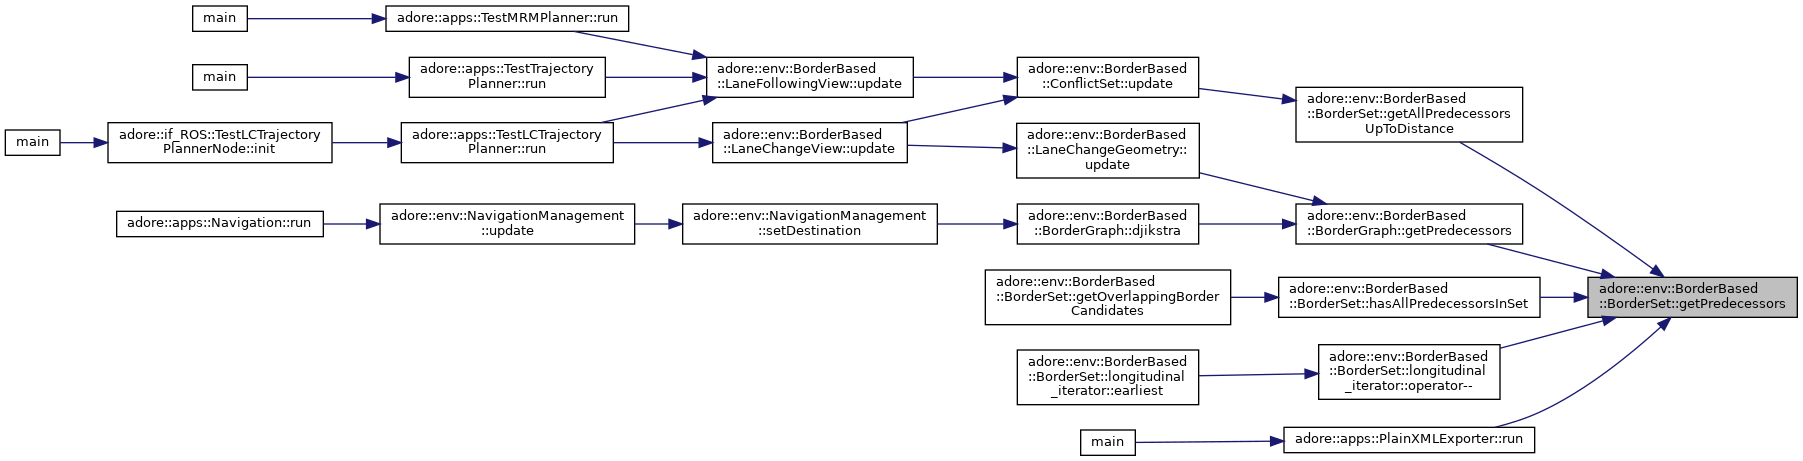 main
adore::apps::TestMRMPlanner::run
main
adore::apps::TestTrajectory
Planner::run
adore::env::BorderBased
::LaneFollowingView::update
adore::env::BorderBased
::ConflictSet::update
adore::env::BorderBased
::BorderSet::getAllPredecessors
UpToDistance
main
adore::if_ROS::TestLCTrajectory
PlannerNode::init
adore::apps::TestLCTrajectory
Planner::run
adore::env::BorderBased
::LaneChangeView::update
adore::env::BorderBased
::LaneChangeGeometry::
update
adore::apps::Navigation::run
adore::env::NavigationManagement
::update
adore::env::NavigationManagement
::setDestination
adore::env::BorderBased
::BorderGraph::djikstra
adore::env::BorderBased
::BorderGraph::getPredecessors
adore::env::BorderBased
::BorderSet::getOverlappingBorder
Candidates
adore::env::BorderBased
::BorderSet::hasAllPredecessorsInSet
adore::env::BorderBased
::BorderSet::getPredecessors
adore::env::BorderBased
::BorderSet::longitudinal
_iterator::earliest
adore::env::BorderBased
::BorderSet::longitudinal
_iterator::operator--
main
adore::apps::PlainXMLExporter::run